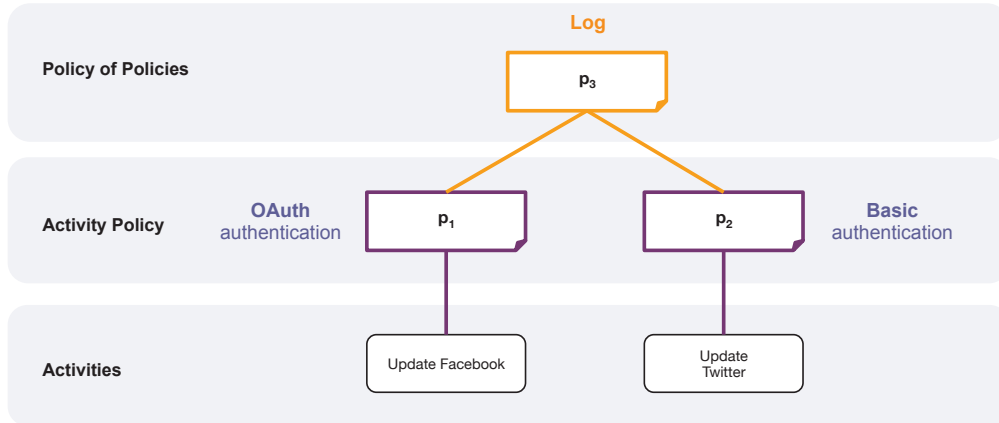 Log
Policy of Policies
p3
OAuth
authentication
Activity Policy
p1
p2
Basic
authentication
Activities
Update Facebook
Update
Twitter